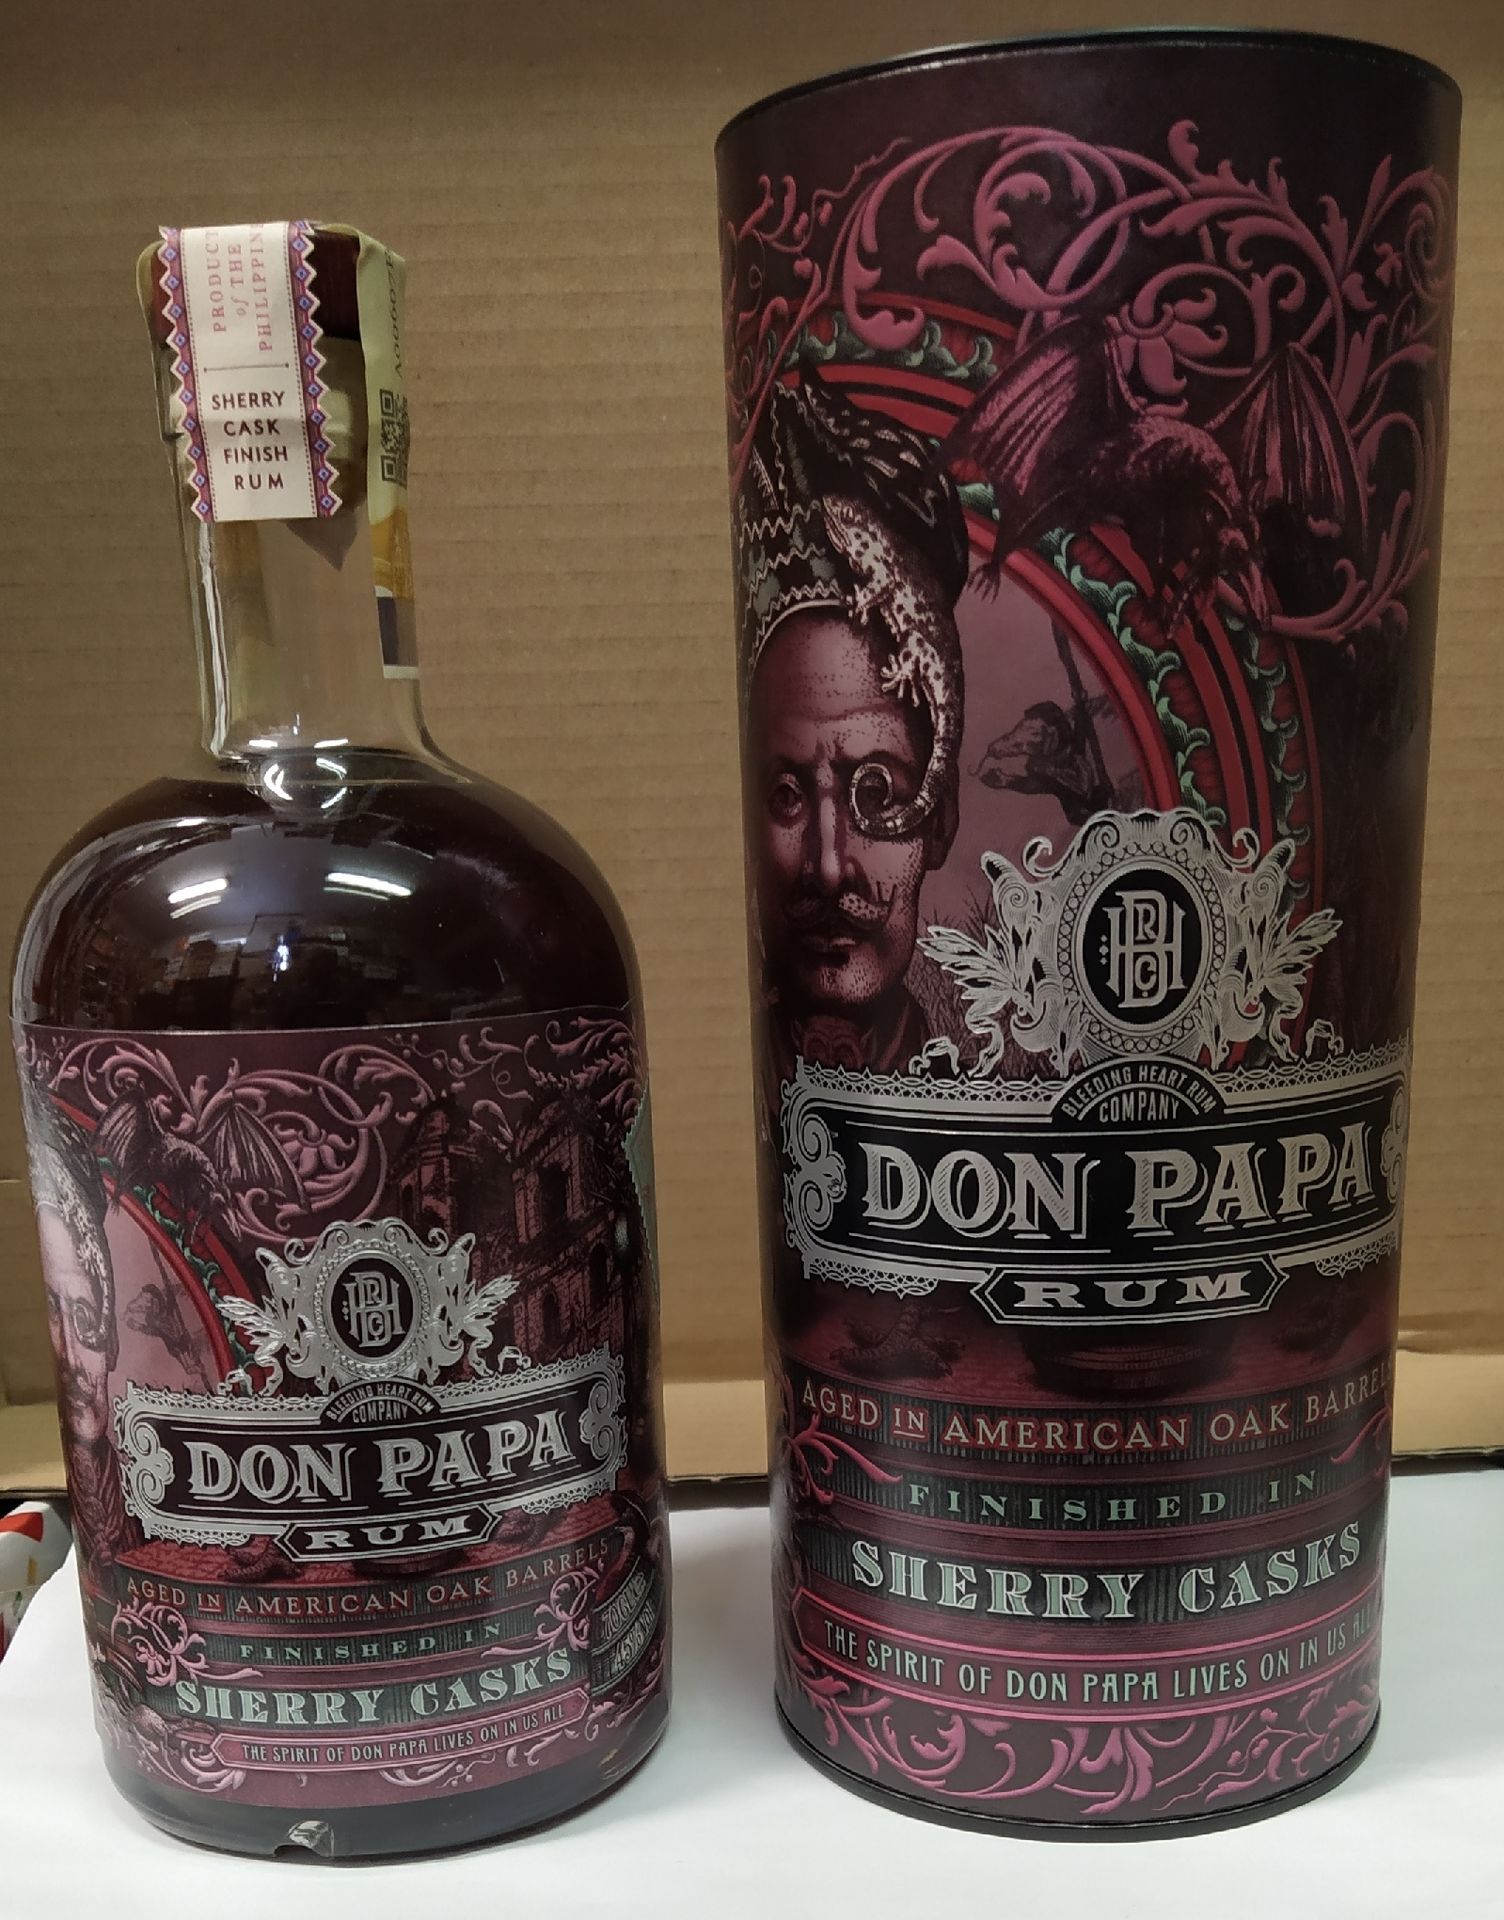 PRODUCT
of THE
SHERRY
CASK
FINISH
RUM
BLEEDING HEART RUM
COMPANY
DON PAPA
RUM
AGED IN AMERICAN OAK BARRELS
FINISHED IN
SHERRY CASKS
THE SPIRIT OF DON PAPA LIVES ON IN US ALL
BLEEDING HEART RUM
COMPANY
DON PAPA
RUM
AGED IN AMERICAN OAK BARRELS
FINISHED IN
SHERRY CASKS
THE SPIRIT OF DON PAPA LIVES ON IN US ALL